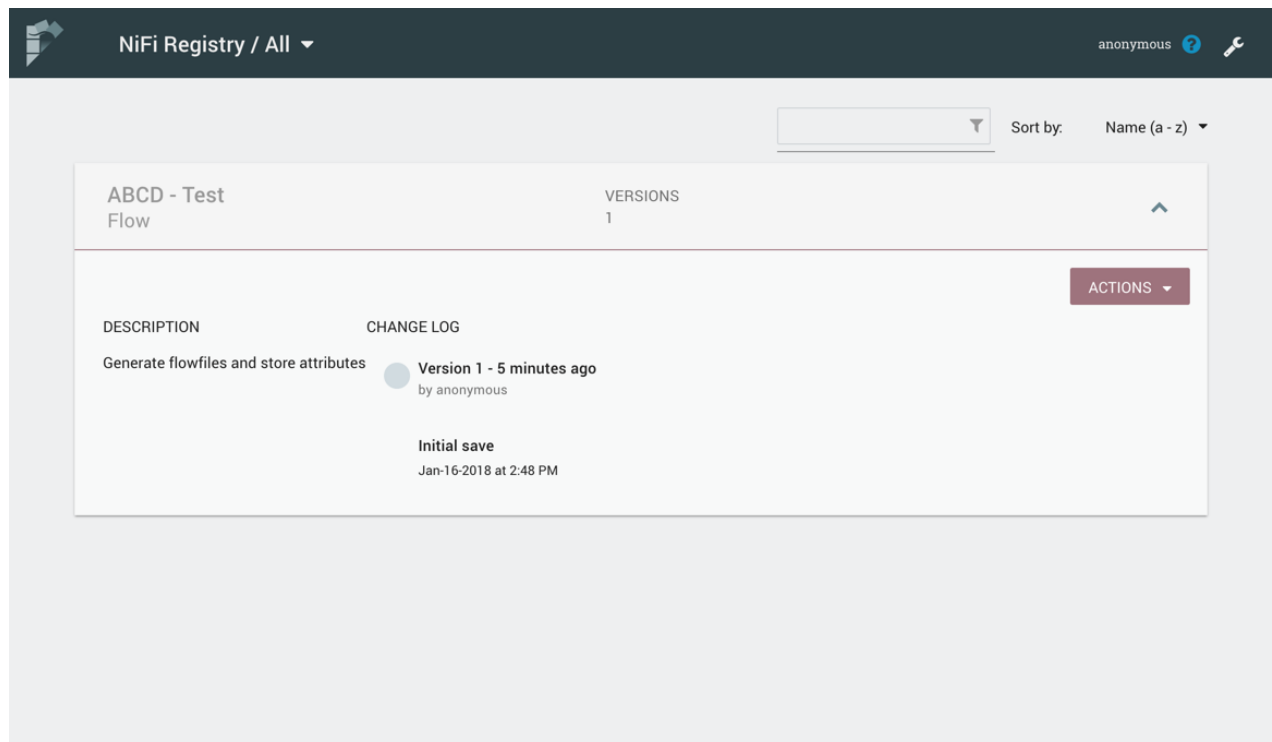 NiFi Registry / All
anonymous ?
Sort by: Name (a - z)
ABCD - Test
Flow
VERSIONS
1
ACTIONS
DESCRIPTION
Generate flowfiles and store attributes
CHANGE LOG
Version 1 - 5 minutes ago
by anonymous
Initial save
Jan-16-2018 at 2:48 PM